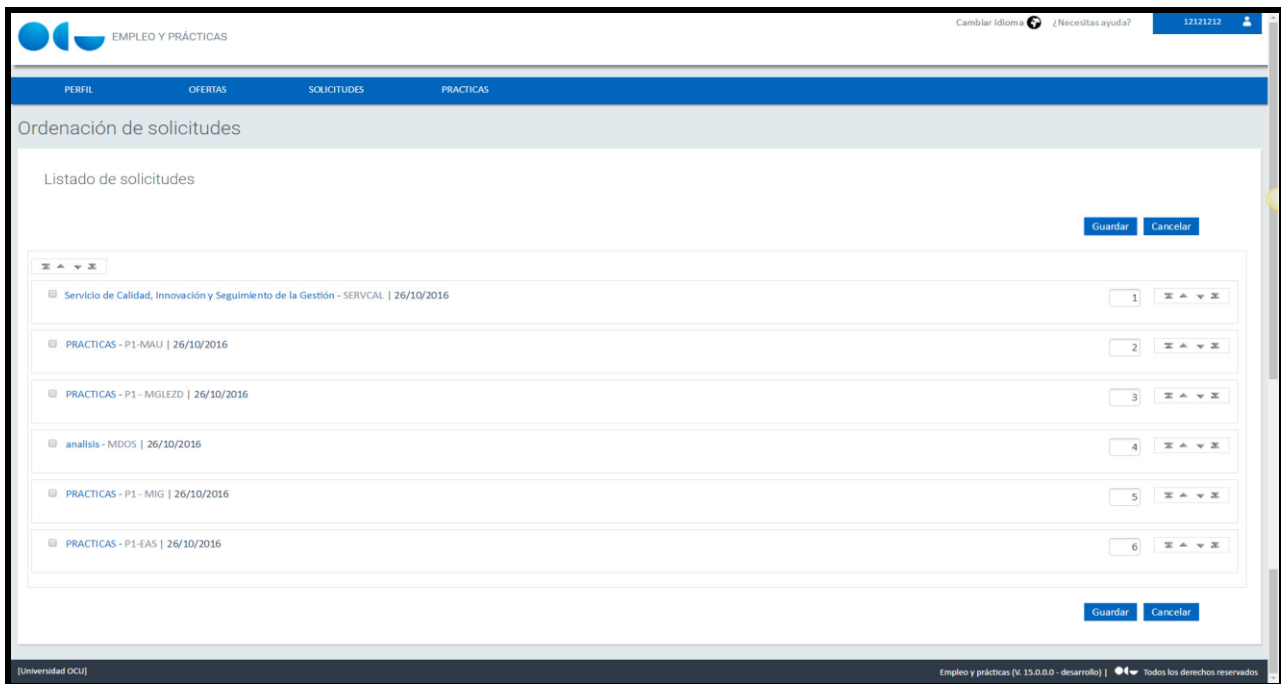 EMPLEO Y PRÁCTICAS
Cambiar idioma ¿Necesitas ayuda? 12121212
PERFIL OFERTAS SOLICITUDES PRACTICAS
Ordenación de solicitudes
Listado de solicitudes
Guardar Cancelar
Servicio de Calidad, Innovación y Seguimiento de la Gestión - SERVCAL | 26/10/2016 1
PRACTICAS - P1-MAU | 26/10/2016 2
PRACTICAS - P1 - MGLEZD | 26/10/2016 3
analisis - MDOS | 26/10/2016 4
PRACTICAS - P1 - MIG | 26/10/2016 5
PRACTICAS - P1-EAS | 26/10/2016 6
Guardar Cancelar
[Universidad OCU] Empleo y prácticas (V. 15.0.0.0 - desarrollo) | Todos los derechos reservados